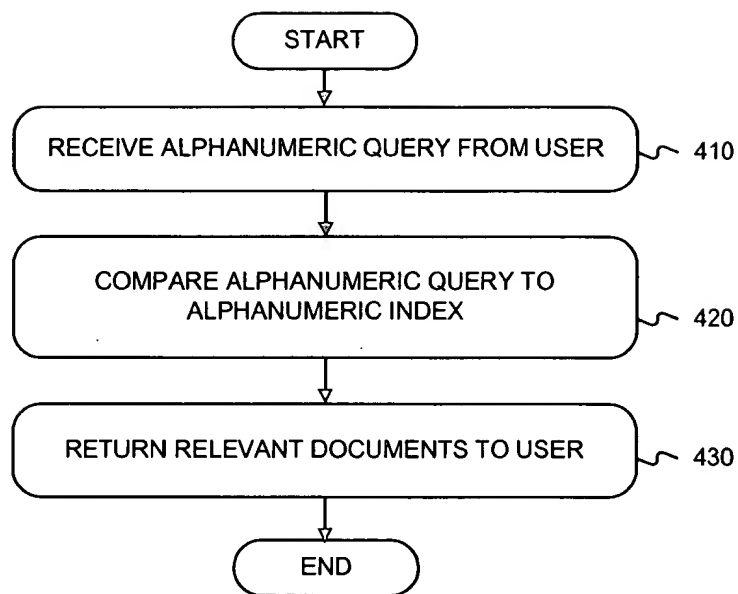 START
RECEIVE ALPHANUMERIC QUERY FROM USER
410
COMPARE ALPHANUMERIC QUERY TO
ALPHANUMERIC INDEX
420
RETURN RELEVANT DOCUMENTS TO USER
430
END